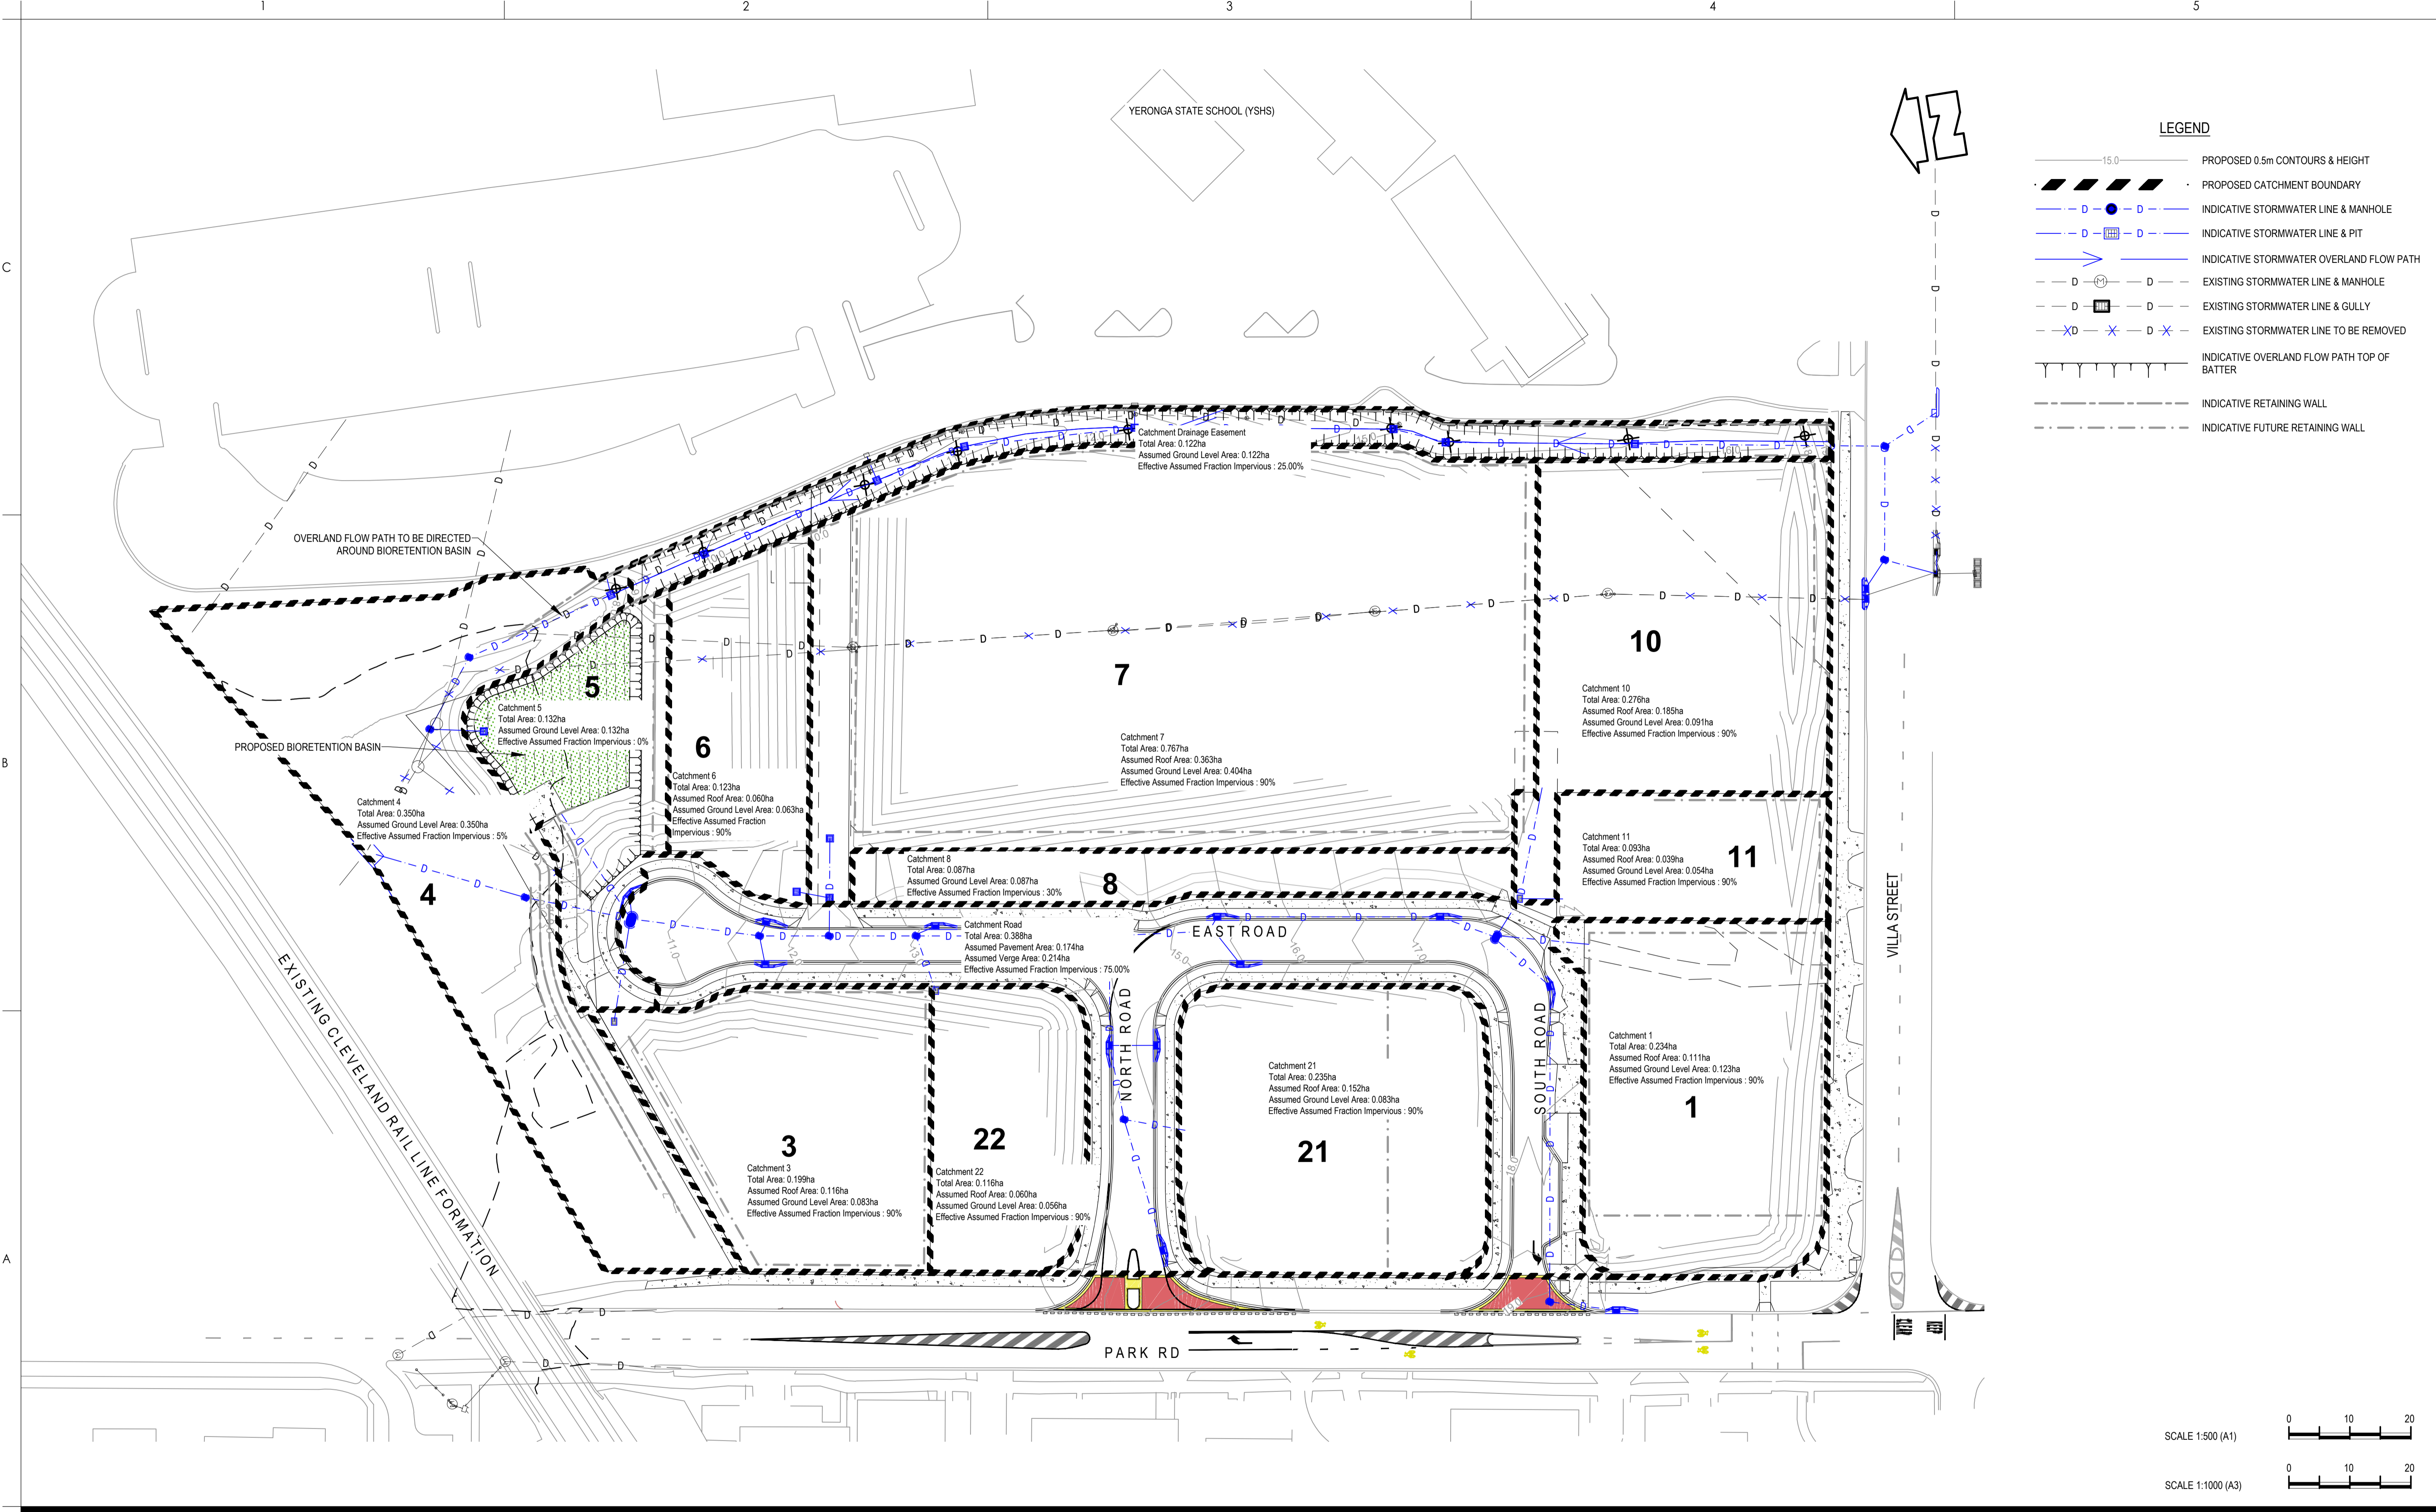 1
2
3
4
5
C
B
A
YERONGA STATE SCHOOL (YSHS)
LEGEND
15.0
PROPOSED 0.5m CONTOURS & HEIGHT
PROPOSED CATCHMENT BOUNDARY
D D
INDICATIVE STORMWATER LINE & MANHOLE
D D
INDICATIVE STORMWATER LINE & PIT
INDICATIVE STORMWATER OVERLAND FLOW PATH
D M D
EXISTING STORMWATER LINE & MANHOLE
D D
EXISTING STORMWATER LINE & GULLY
D D
EXISTING STORMWATER LINE TO BE REMOVED
INDICATIVE OVERLAND FLOW PATH TOP OF
BATTER
INDICATIVE RETAINING WALL
INDICATIVE FUTURE RETAINING WALL
Catchment Drainage Easement
Total Area: 0.122ha
Assumed Ground Level Area: 0.122ha
Effective Assumed Fraction Impervious : 25.00%
OVERLAND FLOW PATH TO BE DIRECTED
AROUND BIORETENTION BASIN
5
Catchment 5
Total Area: 0.132ha
Assumed Ground Level Area: 0.132ha
Effective Assumed Fraction Impervious : 0%
PROPOSED BIORETENTION BASIN
6
Catchment 6
Total Area: 0.123ha
Assumed Roof Area: 0.060ha
Assumed Ground Level Area: 0.063ha
Effective Assumed Fraction
Impervious : 90%
7
Catchment 7
Total Area: 0.767ha
Assumed Roof Area: 0.363ha
Assumed Ground Level Area: 0.404ha
Effective Assumed Fraction Impervious : 90%
10
Catchment 10
Total Area: 0.276ha
Assumed Roof Area: 0.185ha
Assumed Ground Level Area: 0.091ha
Effective Assumed Fraction Impervious : 90%
Catchment 4
Total Area: 0.350ha
Assumed Ground Level Area: 0.350ha
Effective Assumed Fraction Impervious : 5%
4
Catchment 8
Total Area: 0.087ha
Assumed Ground Level Area: 0.087ha
Effective Assumed Fraction Impervious : 30%
8
Catchment 11
Total Area: 0.093ha
Assumed Roof Area: 0.039ha
Assumed Ground Level Area: 0.054ha
Effective Assumed Fraction Impervious : 90%
11
Catchment Road
Total Area: 0.388ha
Assumed Pavement Area: 0.174ha
Assumed Verge Area: 0.214ha
Effective Assumed Fraction Impervious : 75.00%
EAST ROAD
11.0
12.0
13.0
15.0
16.0
17.0
18.0
19.0
VILLA STREET
NORTH ROAD
SOUTH ROAD
EXISTING CLEVELAND RAIL LINE FORMATION
3
Catchment 3
Total Area: 0.199ha
Assumed Roof Area: 0.116ha
Assumed Ground Level Area: 0.083ha
Effective Assumed Fraction Impervious : 90%
22
Catchment 22
Total Area: 0.116ha
Assumed Roof Area: 0.060ha
Assumed Ground Level Area: 0.056ha
Effective Assumed Fraction Impervious : 90%
Catchment 21
Total Area: 0.235ha
Assumed Roof Area: 0.152ha
Assumed Ground Level Area: 0.083ha
Effective Assumed Fraction Impervious : 90%
21
Catchment 1
Total Area: 0.234ha
Assumed Roof Area: 0.111ha
Assumed Ground Level Area: 0.123ha
Effective Assumed Fraction Impervious : 90%
1
PARK RD
SCALE 1:500 (A1)
0 10 20
SCALE 1:1000 (A3)
0 10 20